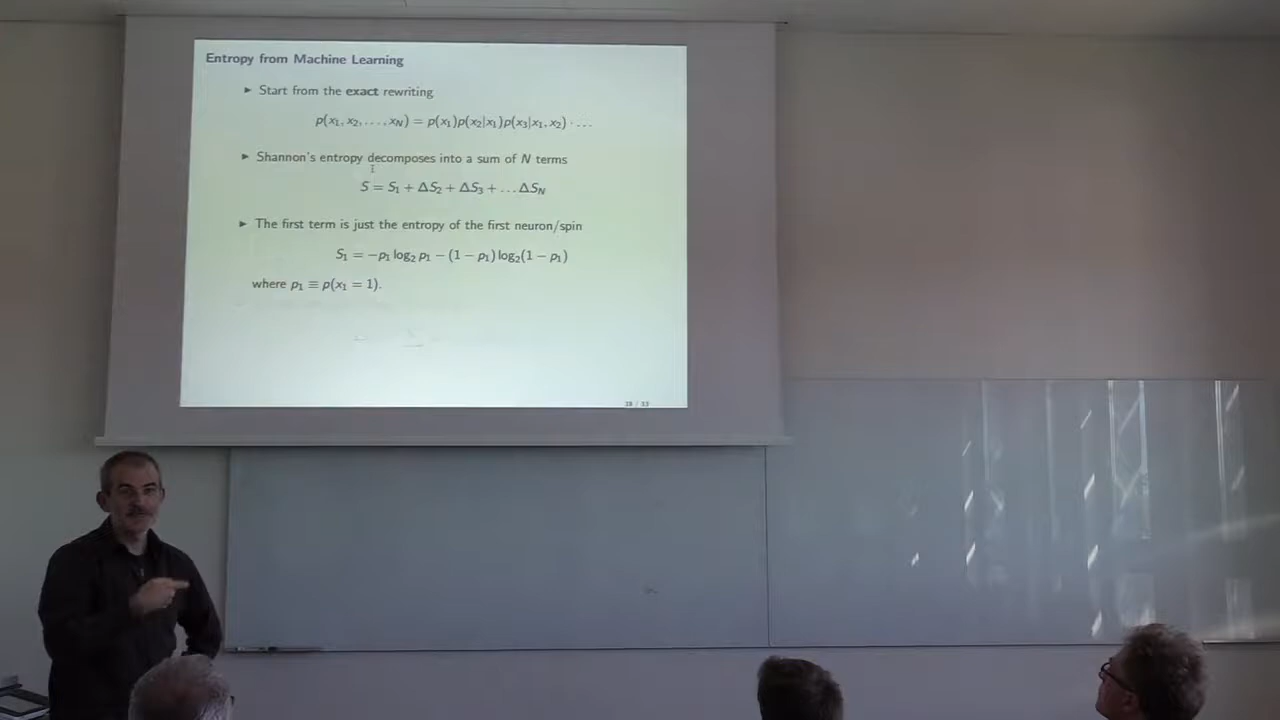 Entropy from Machine Learning
▶ Start from the exact rewriting
p(x₁, x₂, . . . , x_N) = p(x₁)p(x₂|x₁)p(x₃|x₁, x₂) · . . .
▶ Shannon's entropy decomposes into a sum of N terms
S = S₁ + ΔS₂ + ΔS₃ + . . . ΔS_N
▶ The first term is just the entropy of the first neuron/spin
S₁ = −p₁ log₂ p₁ − (1 − p₁) log₂(1 − p₁)
where p₁ ≡ p(x₁ = 1).